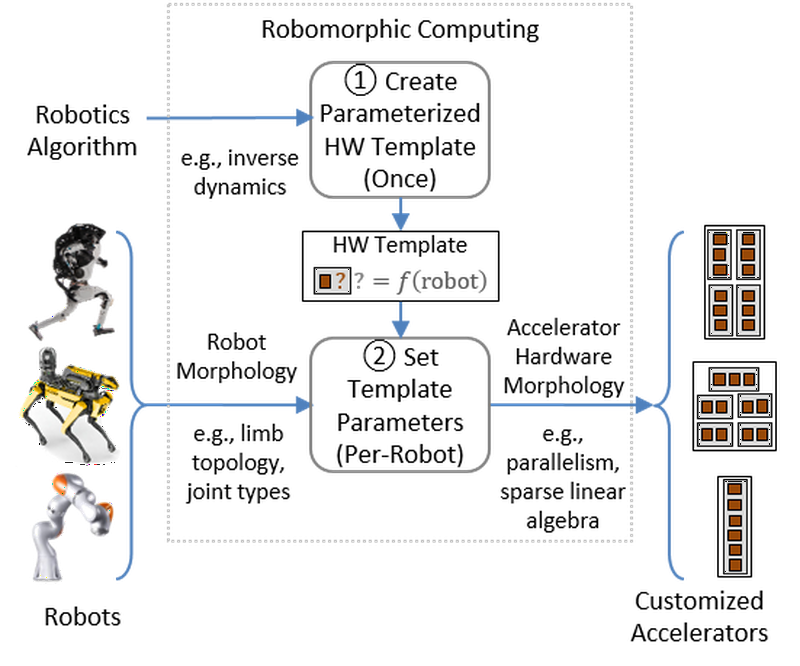 Robomorphic Computing
① Create
Parameterized
HW Template
(Once)
Robotics
Algorithm
e.g., inverse
dynamics
HW Template
? ? = f(robot)
Robot
Morphology
② Set
Template
Parameters
(Per-Robot)
Accelerator
Hardware
Morphology
e.g., limb
topology,
joint types
e.g.,
parallelism,
sparse linear
algebra
Robots
Customized
Accelerators